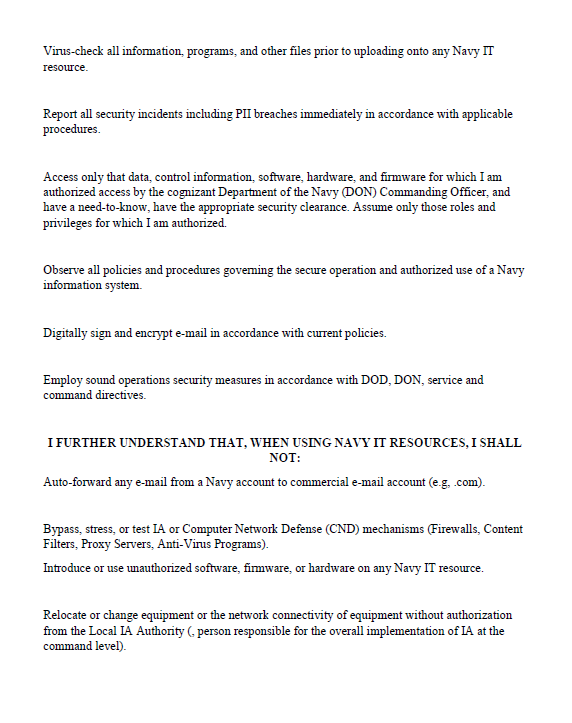 Virus-check all information, programs, and other files prior to uploading onto any Navy IT
resource.
Report all security incidents including PII breaches immediately in accordance with applicable
procedures.
Access only that data, control information, software, hardware, and firmware for which I am
authorized access by the cognizant Department of the Navy (DON) Commanding Officer, and
have a need-to-know, have the appropriate security clearance. Assume only those roles and
privileges for which I am authorized.
Observe all policies and procedures governing the secure operation and authorized use of a Navy
information system.
Digitally sign and encrypt e-mail in accordance with current policies.
Employ sound operations security measures in accordance with DOD, DON, service and
command directives.
I FURTHER UNDERSTAND THAT, WHEN USING NAVY IT RESOURCES, I SHALL
NOT:
Auto-forward any e-mail from a Navy account to commercial e-mail account (e.g, .com).
Bypass, stress, or test IA or Computer Network Defense (CND) mechanisms (Firewalls, Content
Filters, Proxy Servers, Anti-Virus Programs).
Introduce or use unauthorized software, firmware, or hardware on any Navy IT resource.
Relocate or change equipment or the network connectivity of equipment without authorization
from the Local IA Authority (, person responsible for the overall implementation of IA at the
command level).